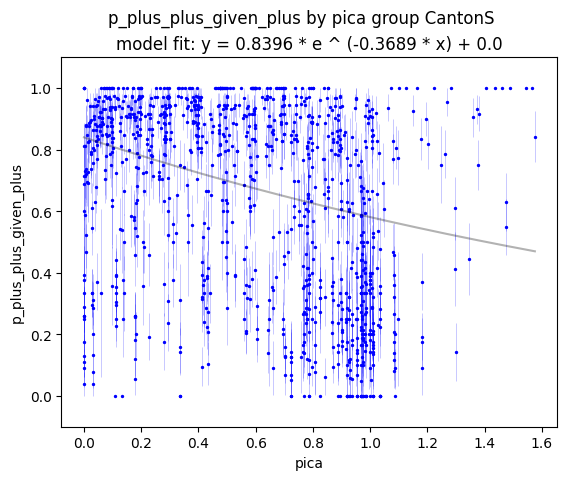 p_plus_plus_given_plus by pica group CantonS
model fit: y = 0.8396 * e ^ (-0.3689 * x) + 0.0
1.0
0.8
0.6
0.4
0.2
0.0
p_plus_plus_given_plus
0.0 0.2 0.4 0.6 0.8 1.0 1.2 1.4 1.6
pica